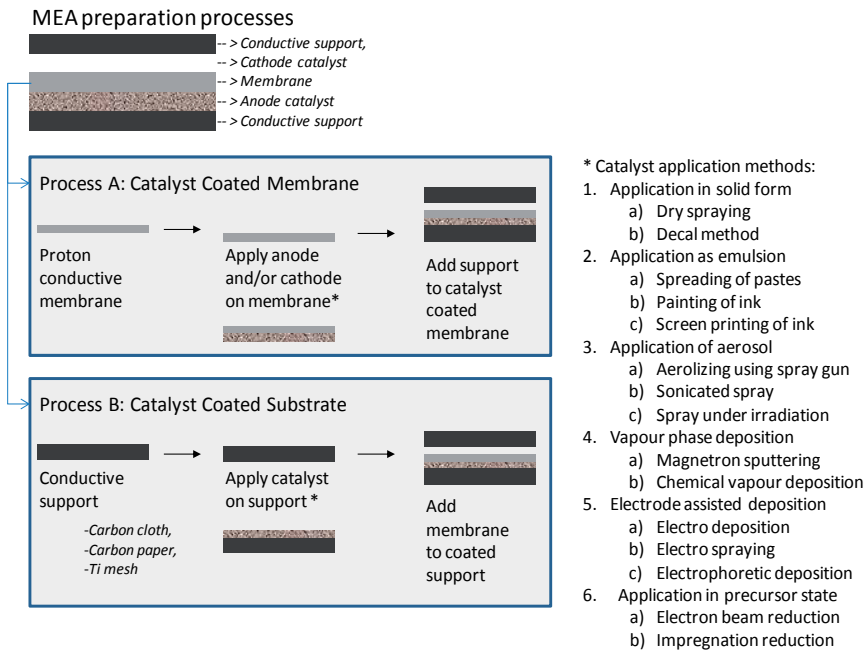 MEA preparation processes
-- > Conductive support,
-- > Cathode catalyst
-- > Membrane
-- > Anode catalyst
-- > Conductive support
Process A: Catalyst Coated Membrane
Proton
conductive
membrane
Apply anode
and/or cathode
on membrane*
Add support
to catalyst
coated
membrane
Process B: Catalyst Coated Substrate
Conductive
support
-Carbon cloth,
-Carbon paper,
-Ti mesh
Apply catalyst
on support *
Add
membrane
to coated
support
* Catalyst application methods:
1. Application in solid form
a) Dry spraying
b) Decal method
2. Application as emulsion
a) Spreading of pastes
b) Painting of ink
c) Screen printing of ink
3. Application of aerosol
a) Aerolizing using spray gun
b) Sonicated spray
c) Spray under irradiation
4. Vapour phase deposition
a) Magnetron sputtering
b) Chemical vapour deposition
5. Electrode assisted deposition
a) Electro deposition
b) Electro spraying
c) Electrophoretic deposition
6. Application in precursor state
a) Electron beam reduction
b) Impregnation reduction